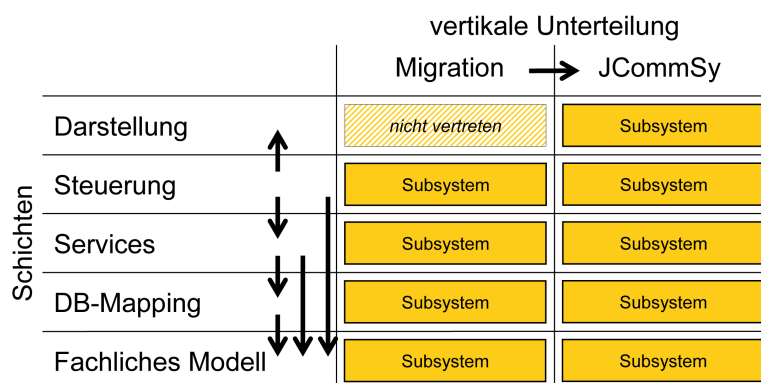 vertikale Unterteilung
Migration JCommSy
Darstellung nicht vertreten Subsystem
Steuerung Subsystem Subsystem
Services Subsystem Subsystem
DB-Mapping Subsystem Subsystem
Fachliches Modell Subsystem Subsystem
Schichten